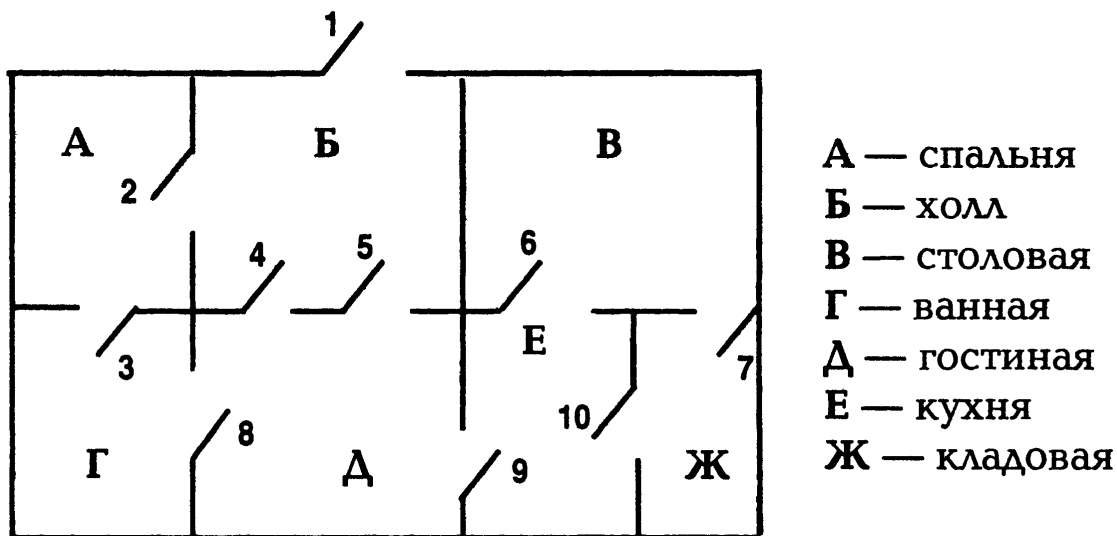 1
А
Б
В
2
4
5
6
3
Е
7
8
10
Г
Д
9
Ж
А — спальня
Б — холл
В — столовая
Г — ванная
Д — гостиная
Е — кухня
Ж — кладовая